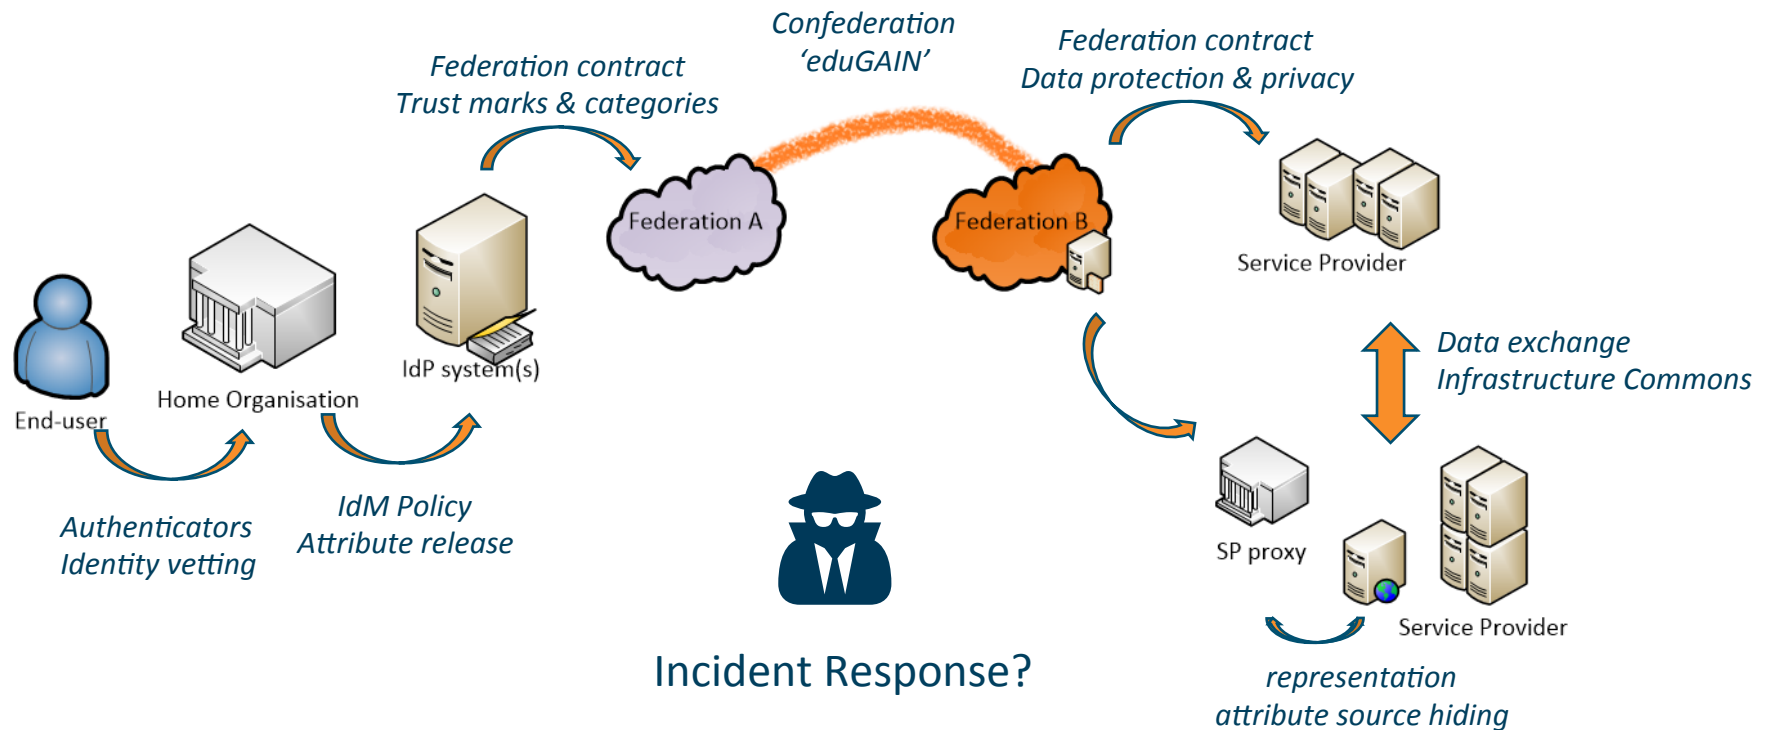 Confederation
‘eduGAIN’
Federation contract
Trust marks & categories
Federation contract
Data protection & privacy
Federation A
Federation B
Service Provider
IdP system(s)
Home Organisation
End-user
Data exchange
Infrastructure Commons
Authenticators
Identity vetting
IdM Policy
Attribute release
SP proxy
Service Provider
Incident Response?
representation
attribute source hiding